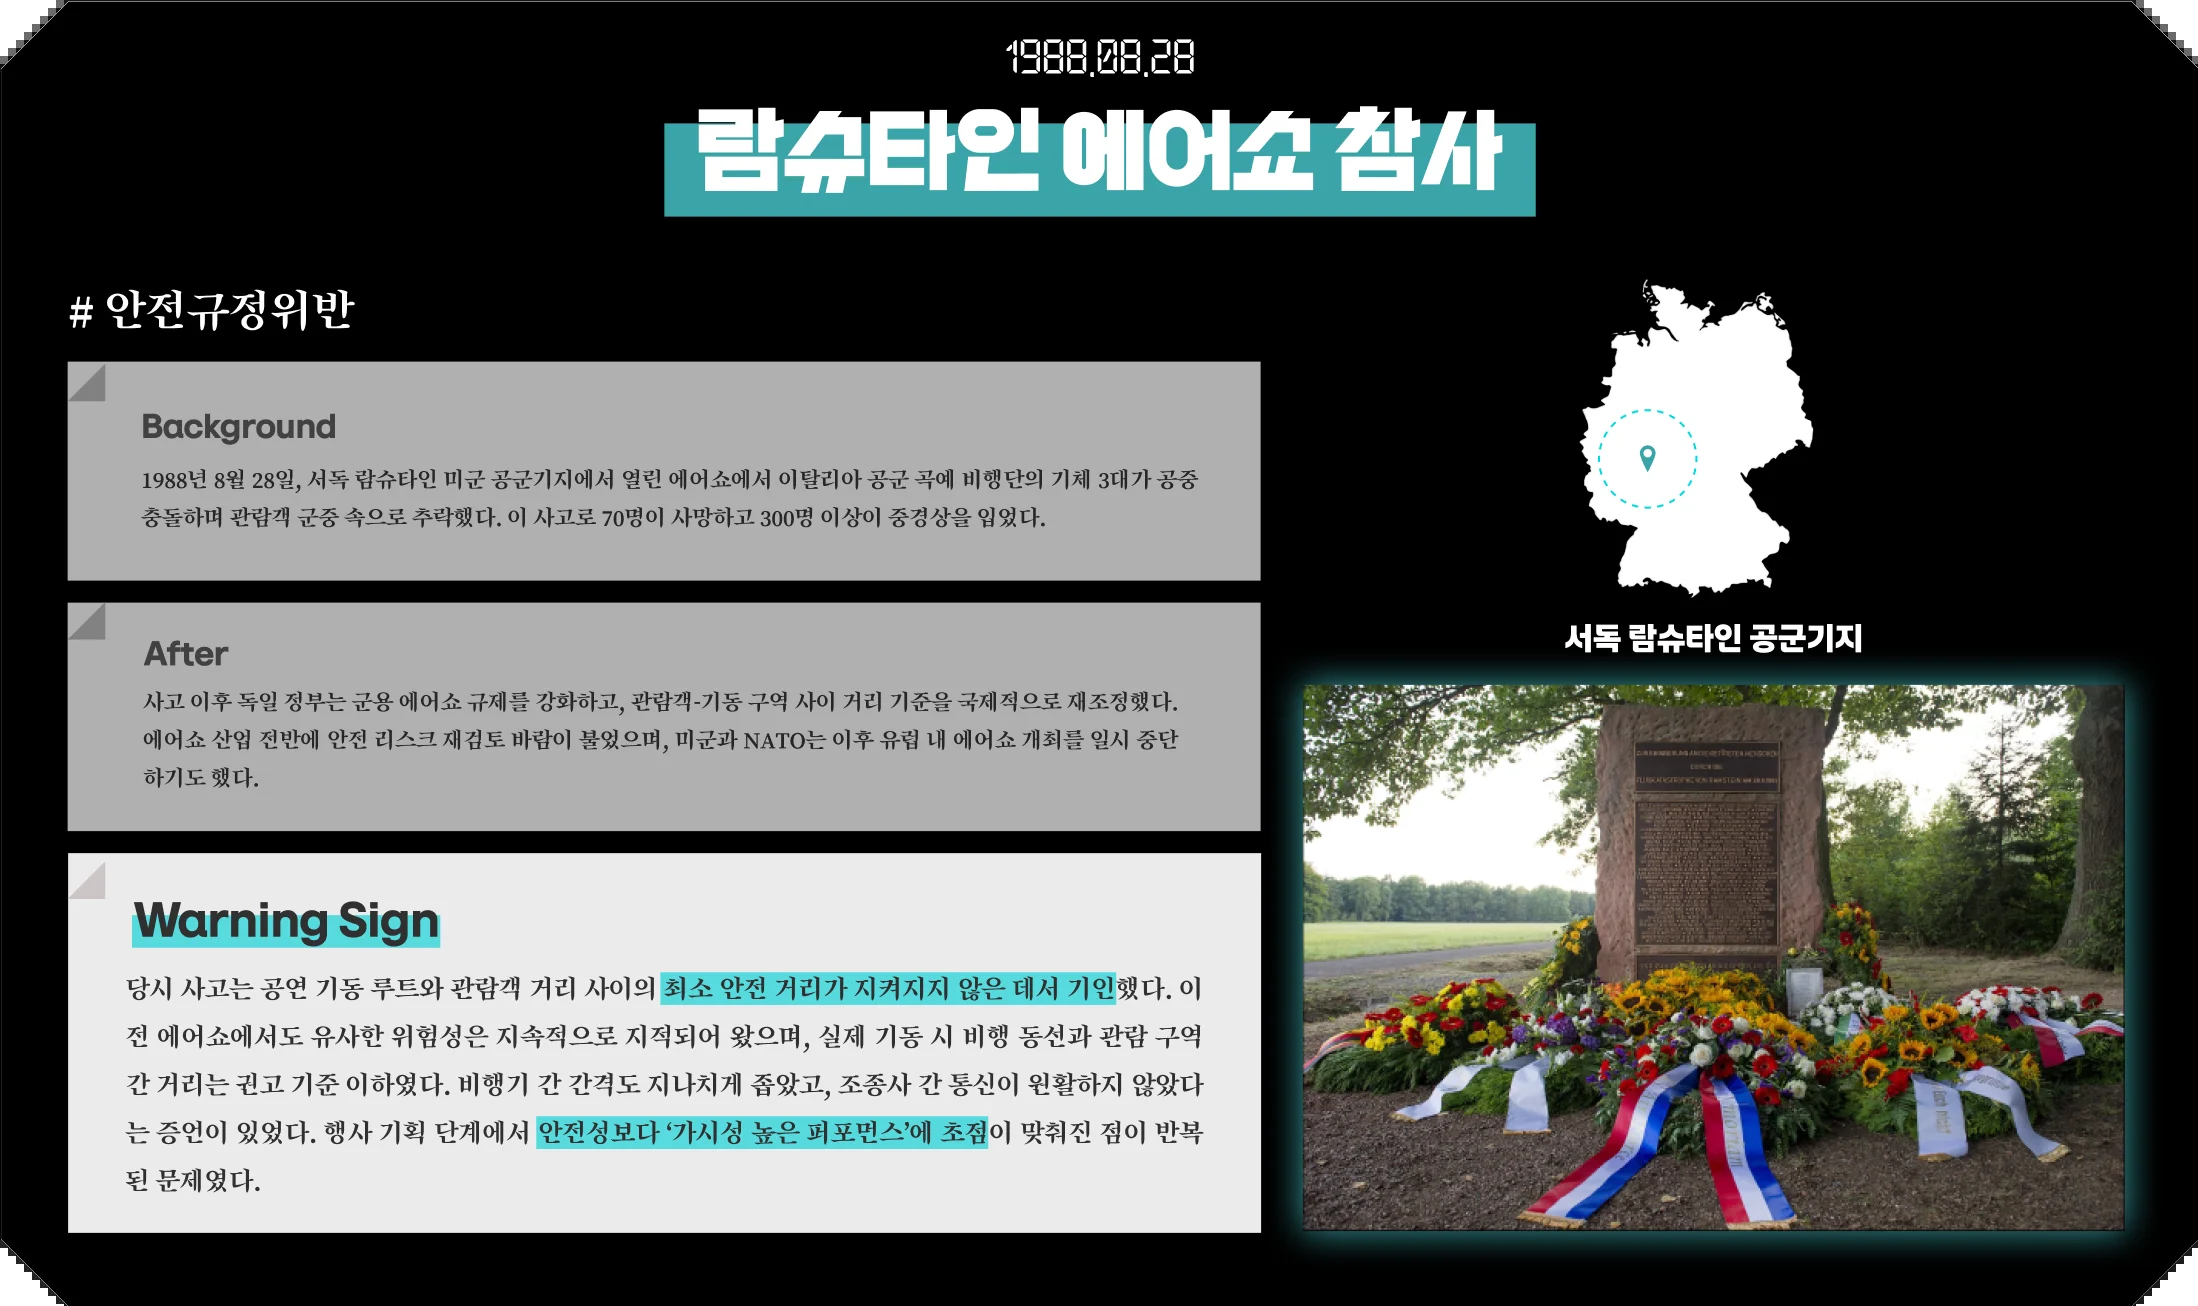 1988.08.28
람슈타인 에어쇼 참사
# 안전규정위반
Background
1988년 8월 28일, 서독 람슈타인 미군 공군기지에서 열린 에어쇼에서 이탈리아 공군 곡예 비행단의 기체 3대가 공중
충돌하며 관람객 군중 속으로 추락했다. 이 사고로 70명이 사망하고 300명 이상이 중경상을 입었다.
After
사고 이후 독일 정부는 군용 에어쇼 규제를 강화하고, 관람객-기동 구역 사이 거리 기준을 국제적으로 재조정했다.
에어쇼 산업 전반에 안전 리스크 재검토 바람이 불었으며, 미군과 NATO는 이후 유럽 내 에어쇼 개최를 일시 중단
하기도 했다.
Warning Sign
당시 사고는 공연 기동 루트와 관람객 거리 사이의 최소 안전 거리가 지켜지지 않은 데서 기인했다. 이
전 에어쇼에서도 유사한 위험성은 지속적으로 지적되어 왔으며, 실제 기동 시 비행 동선과 관람 구역
간 거리는 권고 기준 이하였다. 비행기 간 간격도 지나치게 좁았고, 조종사 간 통신이 원활하지 않았다
는 증언이 있었다. 행사 기획 단계에서 안전성보다 ‘가시성 높은 퍼포먼스’에 초점이 맞춰진 점이 반복
된 문제였다.
서독 람슈타인 공군기지